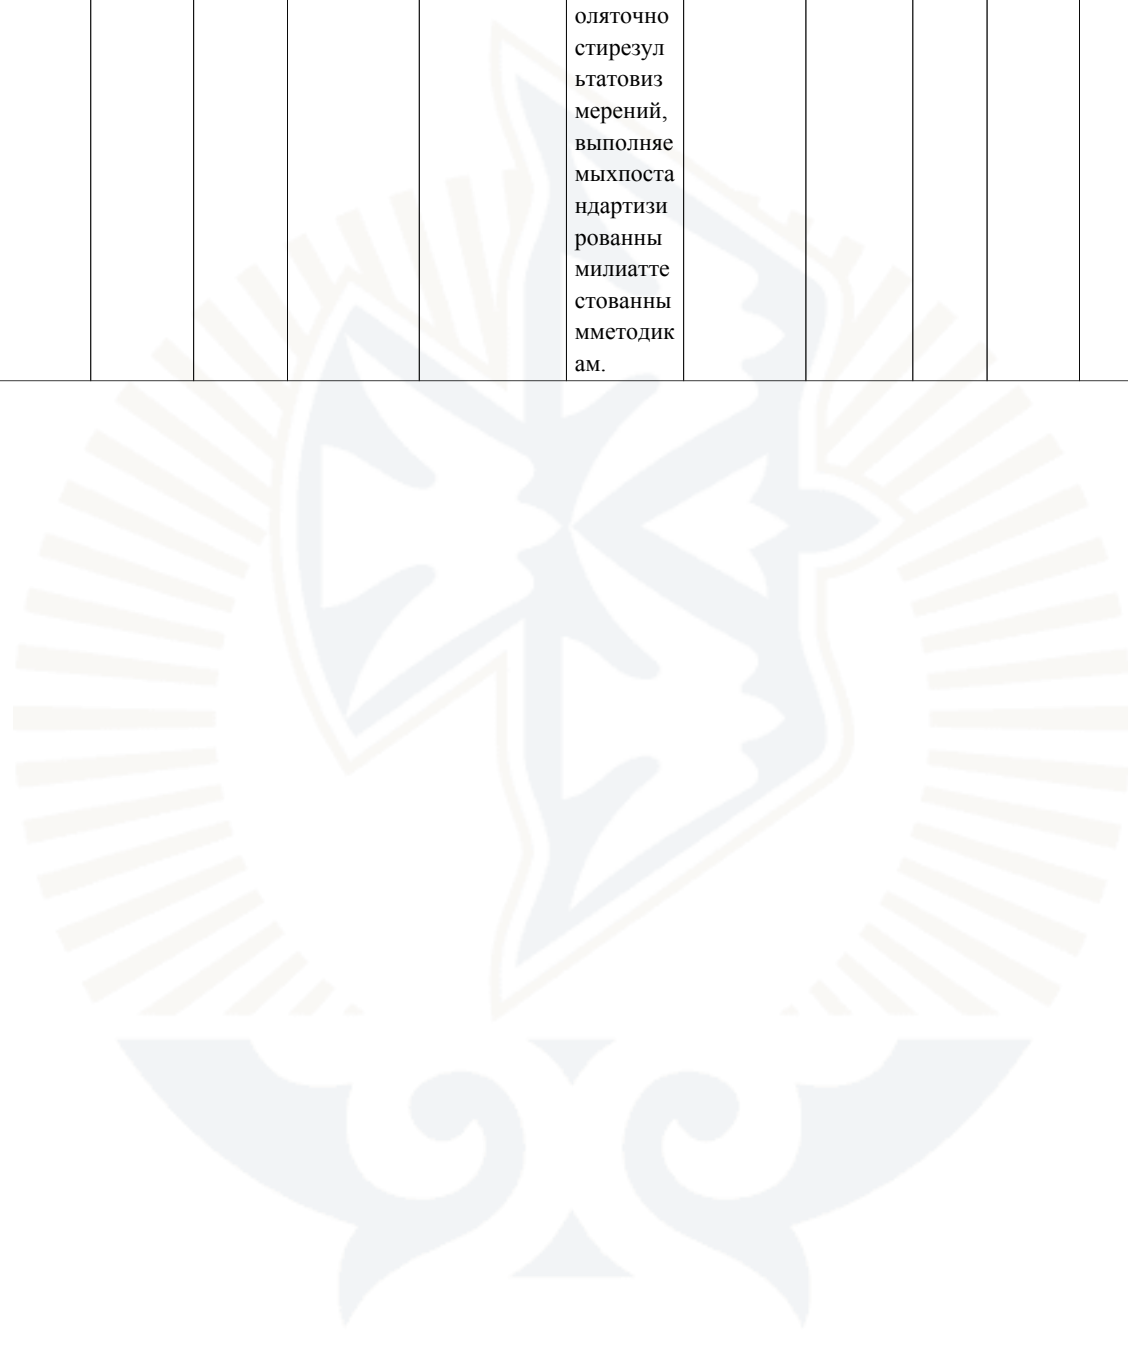 оляточно
стирезул
ьтатовиз
мерений,
выполняе
мыхпоста
ндартизи
рованны
милиатте
стованны
мметодик
ам.